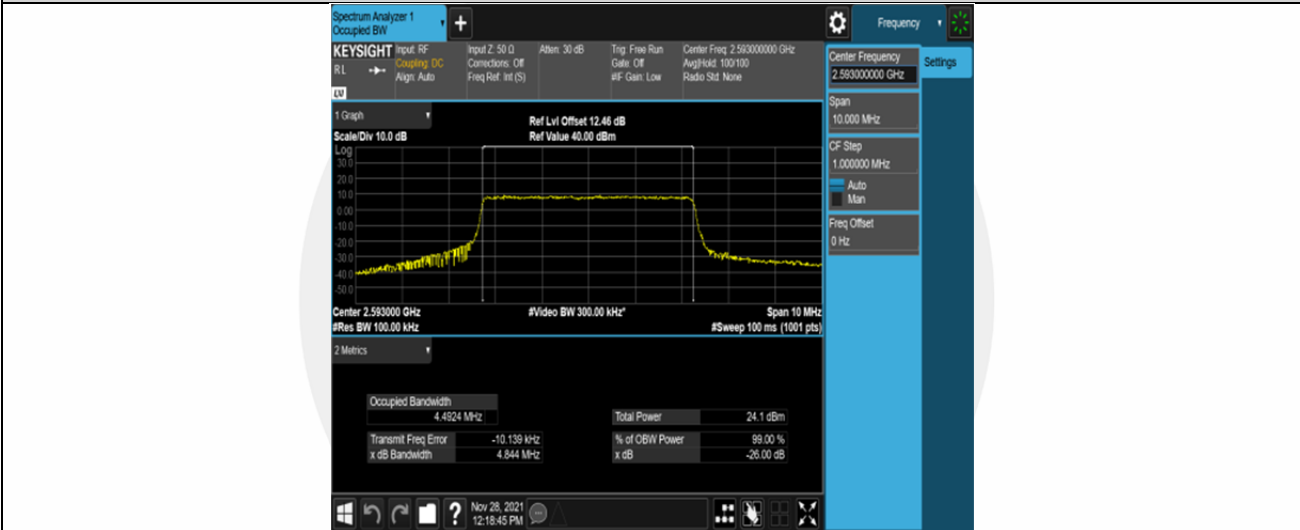 Spectrum Analyzer 1
Occupied BW
+
Frequency
KEYSIGHT
R L
Input: RF
Coupling: DC
Align: Auto
Input Z: 50 Ω
Corrections: Off
Freq Ref: Int (S)
Atten: 30 dB
Trig: Free Run
Gate: Off
#IF Gain: Low
Center Freq: 2.593000000 GHz
Avg|Hold: 100/100
Radio Std: None
LXI
1 Graph
Scale/Div 10.0 dB
Ref Lvl Offset 12.46 dB
Ref Value 40.00 dBm
Log
30.0
20.0
10.0
0.00
-10.0
-20.0
-30.0
-40.0
-50.0
Center 2.593000 GHz
#Res BW 100.00 kHz
#Video BW 300.00 kHz*
Span 10 MHz
#Sweep 100 ms (1001 pts)
2 Metrics
Occupied Bandwidth
4.4924 MHz
Transmit Freq Error -10.139 kHz
x dB Bandwidth 4.844 MHz
Total Power 24.1 dBm
% of OBW Power 99.00 %
x dB -26.00 dB
Center Frequency
2.593000000 GHz
Span
10.000 MHz
CF Step
1.000000 MHz
Auto
Man
Freq Offset
0 Hz
Settings
?
Nov 28, 2021
12:18:45 PM